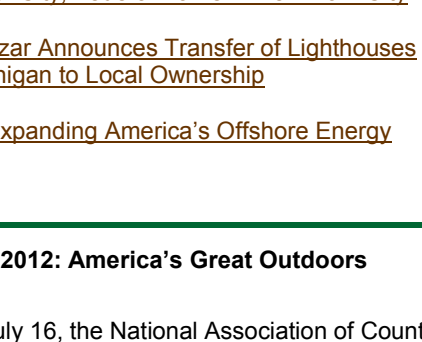 zar Announces Transfer of Lighthouses
higan to Local Ownership
xpanding America's Offshore Energy
2012: America's Great Outdoors
uly 16, the National Association of Count